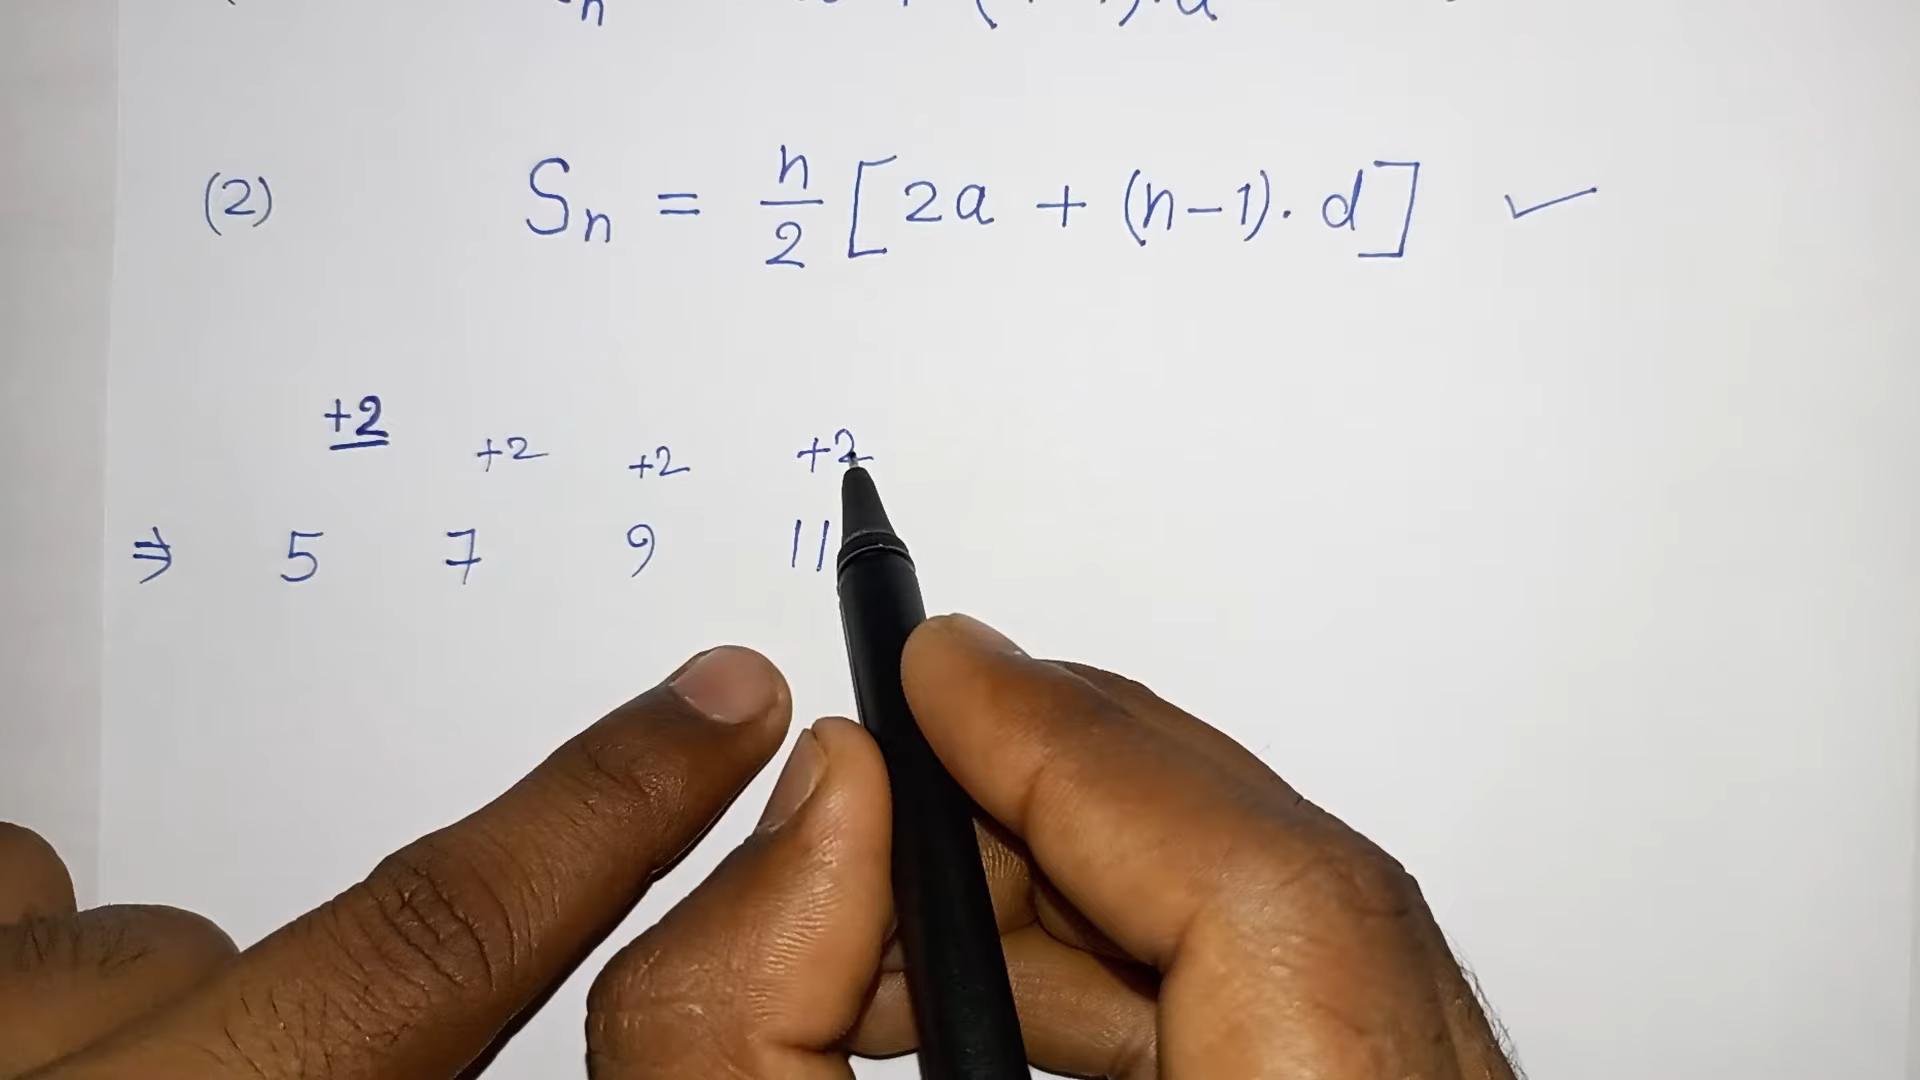 (2) Sn = n/2 [2a + (n-1). d] ✓
+2 +2 +2 +2
⇒ 5 7 9 11